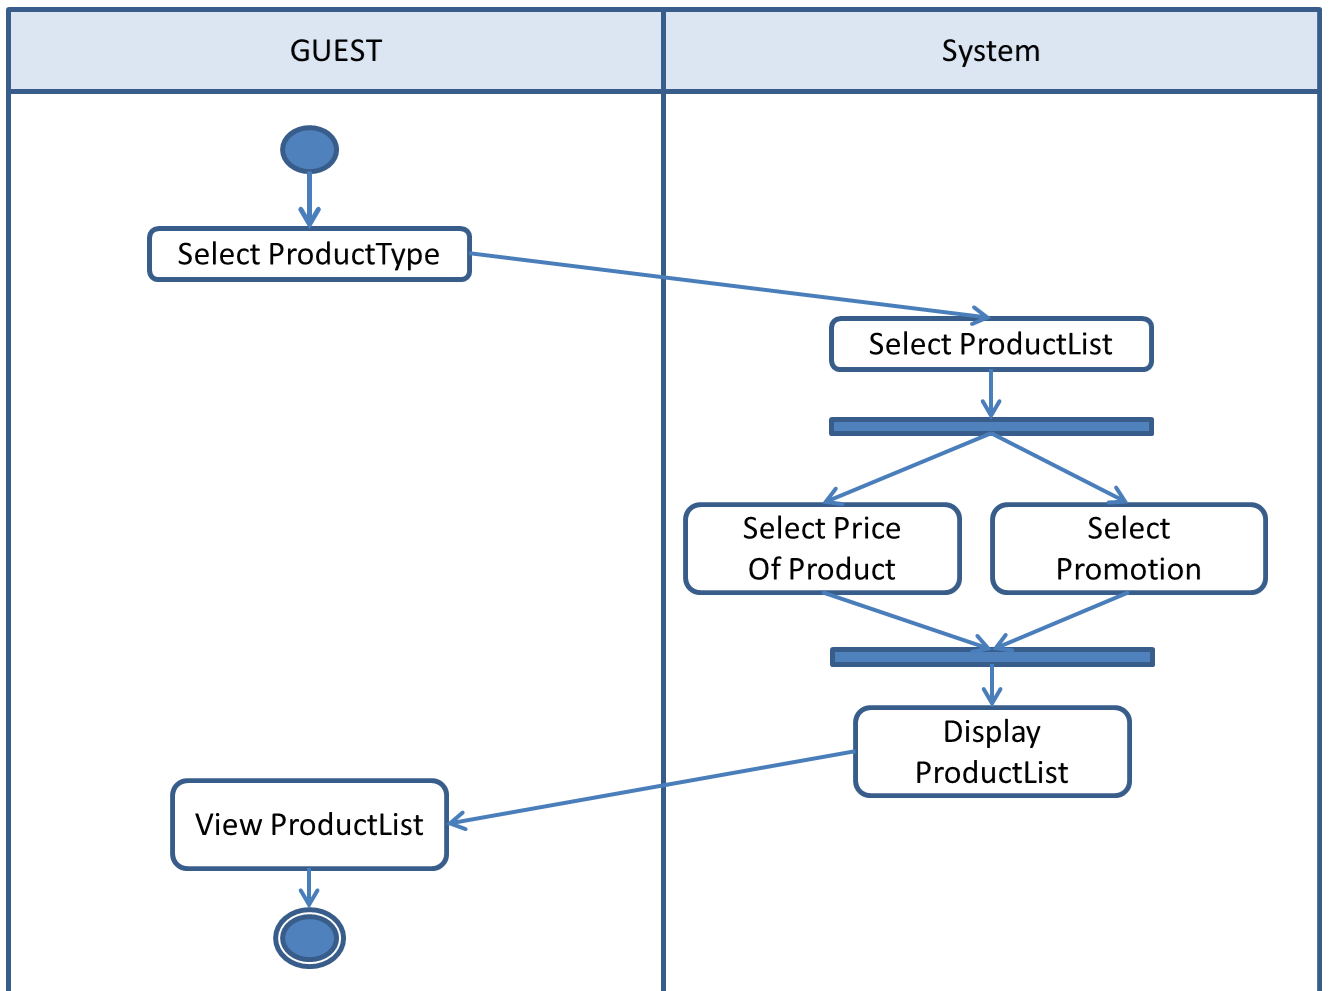 GUEST
System
Select ProductType
Select ProductList
Select Price
Of Product
Select
Promotion
Display
ProductList
View ProductList